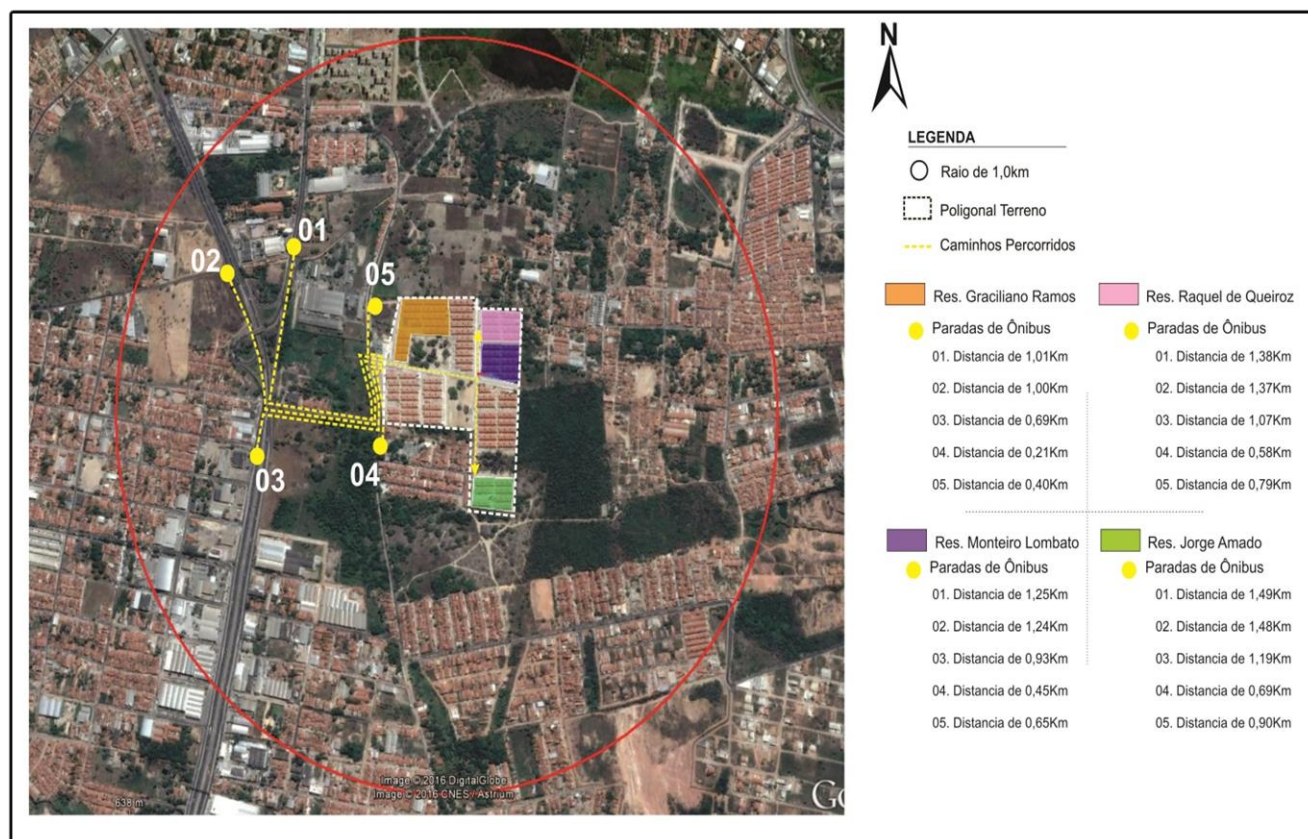 N
LEGENDA
Raio de 1,0km
Poligonal Terreno
Caminhos Percorridos
Res. Graciliano Ramos
Paradas de Ônibus
01. Distancia de 1,01Km
02. Distancia de 1,00Km
03. Distancia de 0,69Km
04. Distancia de 0,21Km
05. Distancia de 0,40Km
Res. Raquel de Queiroz
Paradas de Ônibus
01. Distancia de 1,38Km
02. Distancia de 1,37Km
03. Distancia de 1,07Km
04. Distancia de 0,58Km
05. Distancia de 0,79Km
Res. Monteiro Lombato
Paradas de Ônibus
01. Distancia de 1,25Km
02. Distancia de 1,24Km
03. Distancia de 0,93Km
04. Distancia de 0,45Km
05. Distancia de 0,65Km
Res. Jorge Amado
Paradas de Ônibus
01. Distancia de 1,49Km
02. Distancia de 1,48Km
03. Distancia de 1,19Km
04. Distancia de 0,69Km
05. Distancia de 0,90Km
01
02
05
04
03
Image © 2016 DigitalGlobe
Image © 2016 CNES / Astrium
638 m
Go